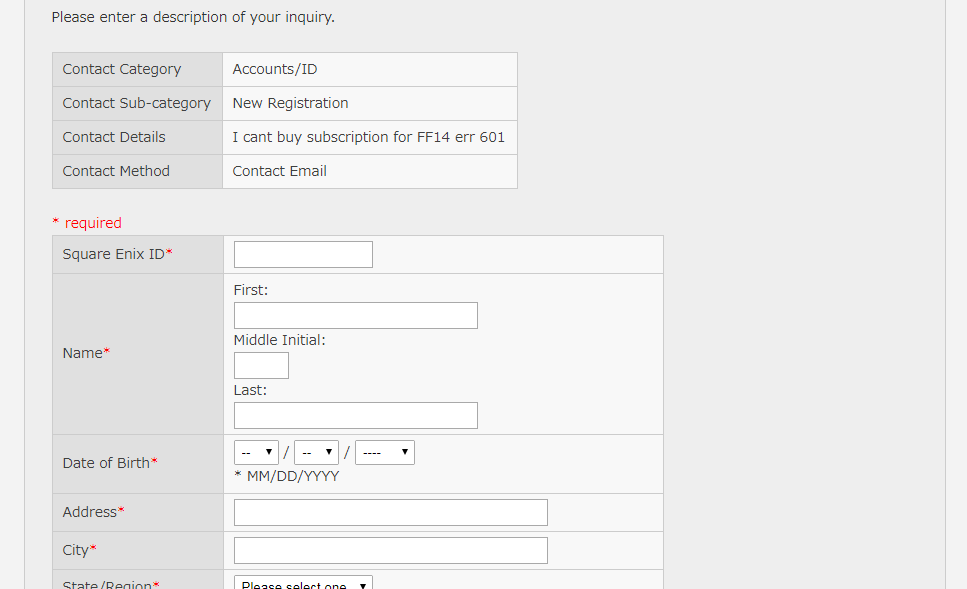 Please enter a description of your inquiry.
Contact Category Accounts/ID
Contact Sub-category New Registration
Contact Details I cant buy subscription for FF14 err 601
Contact Method Contact Email
* required
Square Enix ID*
First:
Middle Initial:
Name*
Last:
-- / -- / ----
Date of Birth*
* MM/DD/YYYY
Address*
City*
State/Region* Please select one